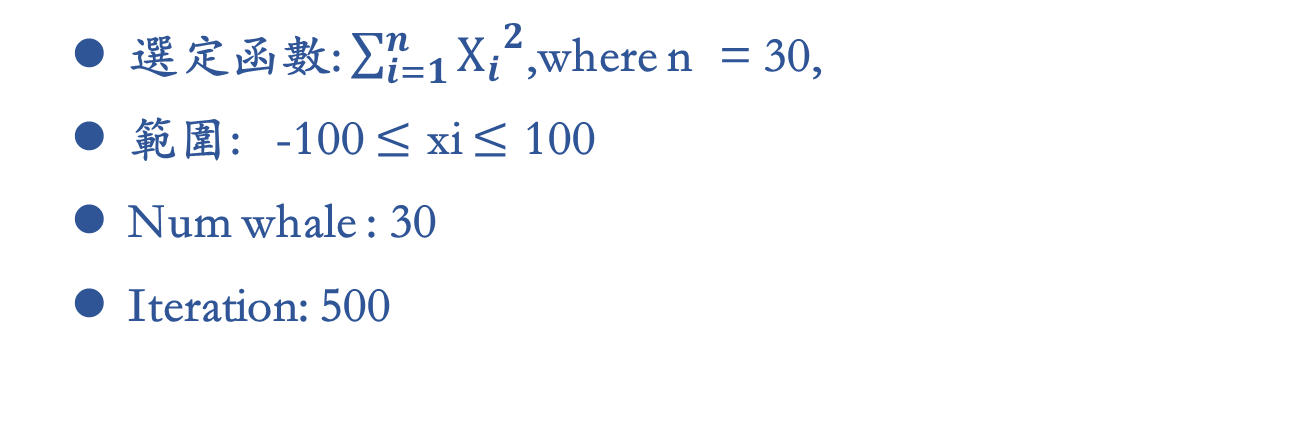 ● 選定函數: ∑ⁿᵢ₌₁ Xᵢ² ,where n = 30,
● 範圍: -100 ≤ xi ≤ 100
● Num whale : 30
● Iteration: 500